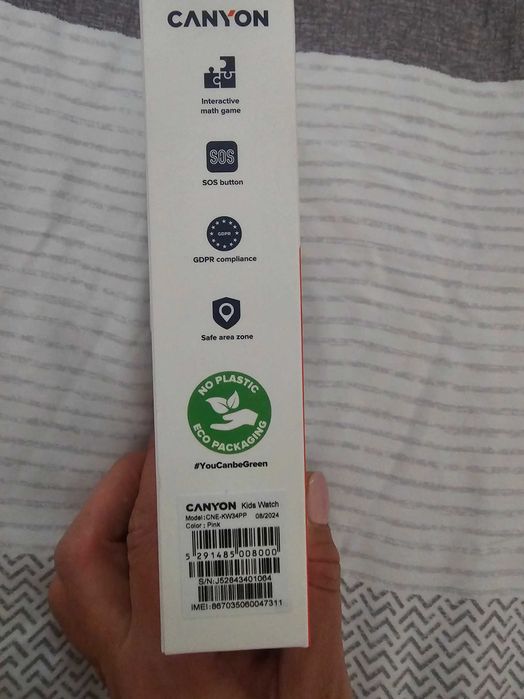 CANYON
Interactive
math game
SOS
SOS button
GDPR
GDPR compliance
Safe area zone
NO PLASTIC
ECO PACKAGING
#YouCanbeGreen
CANYON Kids Watch
Model:CNE-KW34PP 08/2024
Color : Pink
5 291485 008000
S/N:J52843401064
IMEI:867035060047311